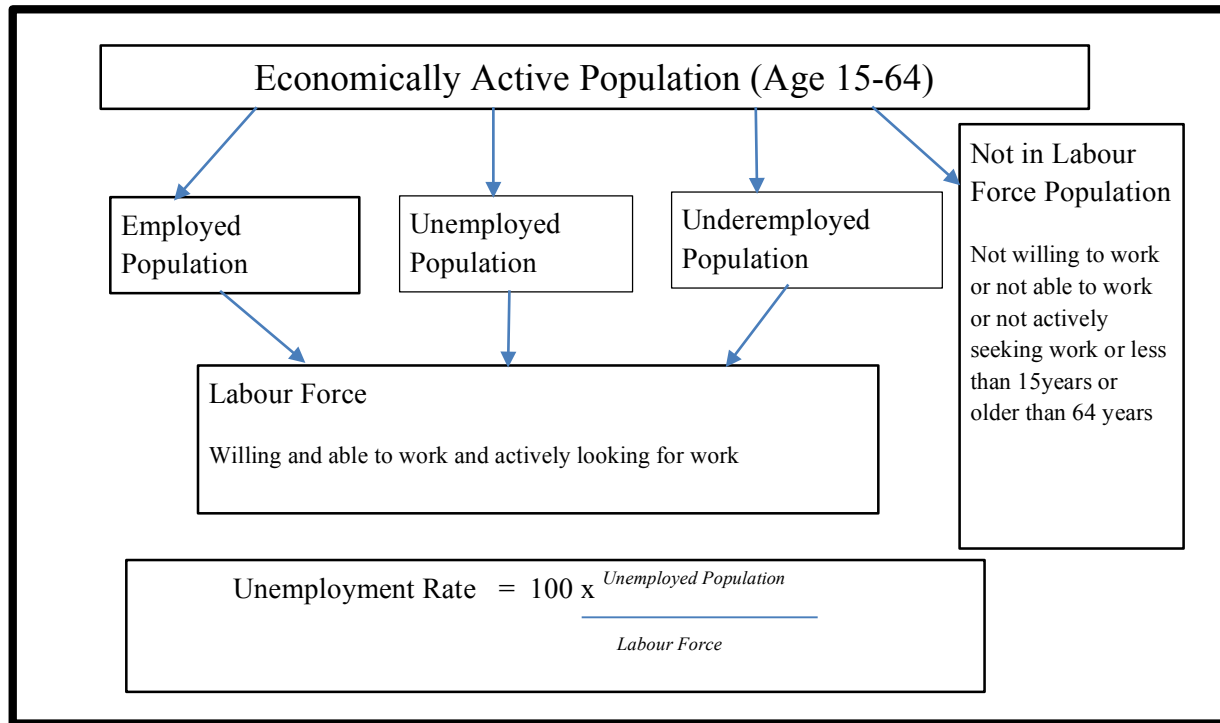 Economically Active Population (Age 15-64)
Employed
Population
Unemployed
Population
Underemployed
Population
Not in Labour
Force Population
Not willing to work
or not able to work
or not actively
seeking work or less
than 15years or
older than 64 years
Labour Force
Willing and able to work and actively looking for work
Unemployment Rate = 100 x Unemployed Population
Labour Force